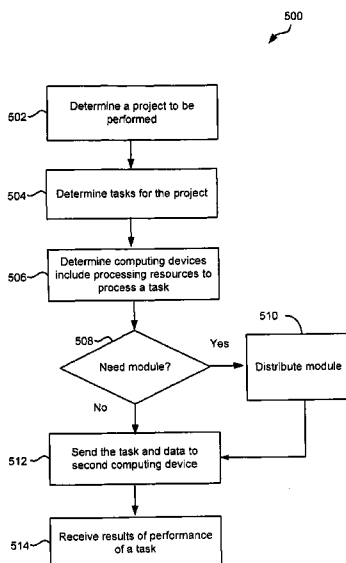 500
502
Determine a project to be
performed
504
Determine tasks for the project
506
Determine computing devices
include processing resources to
process a task
508
Need module?
Yes
510
Distribute module
No
512
Send the task and data to
second computing device
514
Receive results of performance
of a task